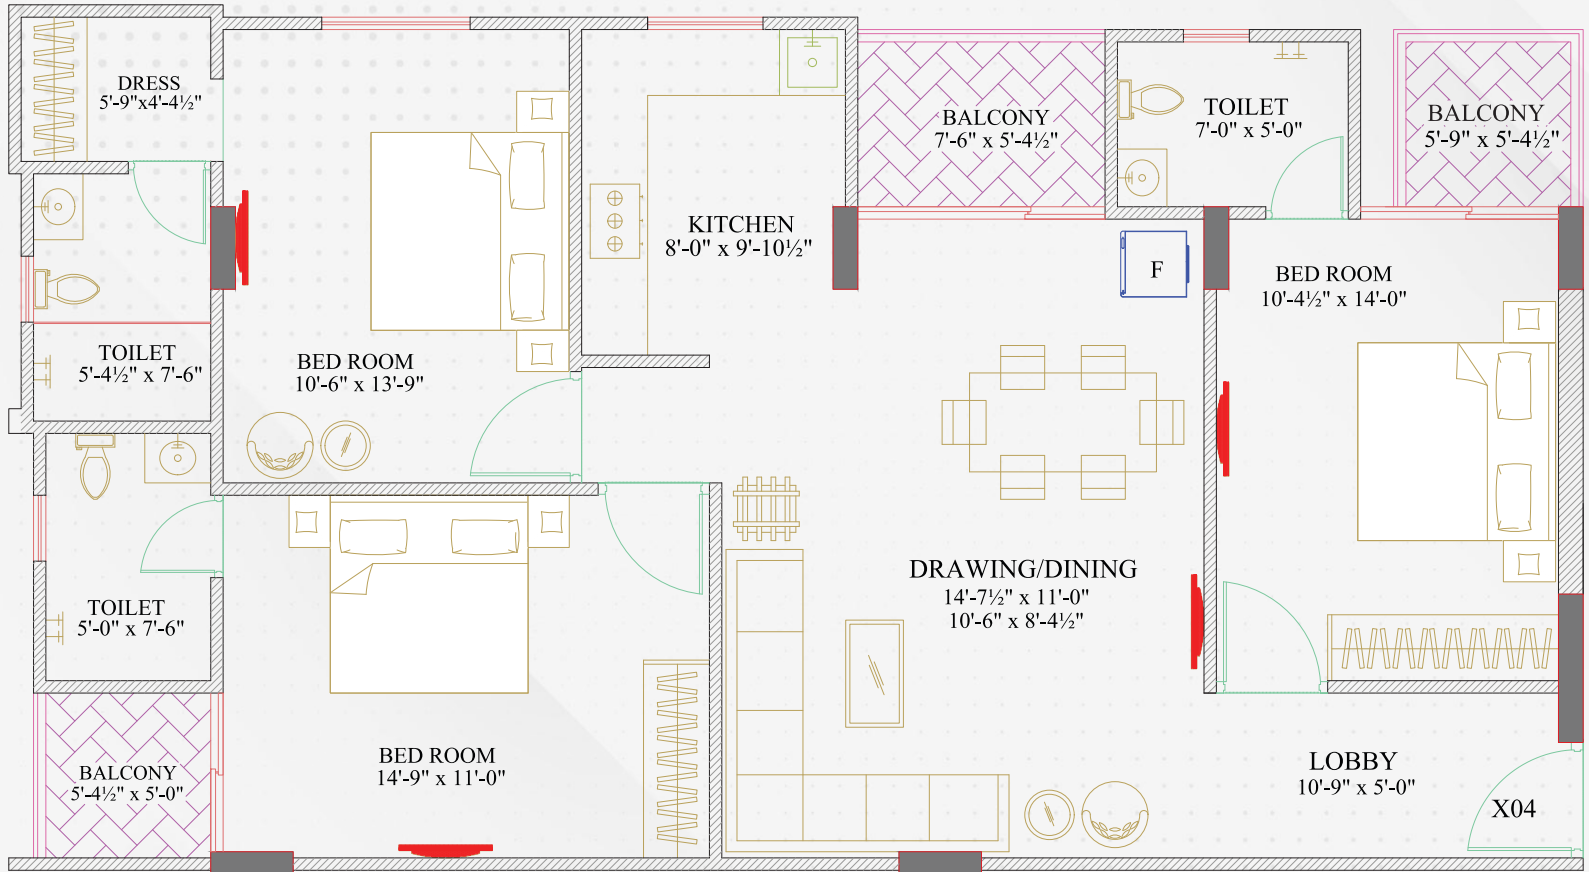 DRESS
5'-9"x4'-4½"
BALCONY
7'-6" x 5'-4½"
TOILET
7'-0" x 5'-0"
BALCONY
5'-9" x 5'-4½"
KITCHEN
8'-0" x 9'-10½"
F
BED ROOM
10'-4½" x 14'-0"
TOILET
5'-4½" x 7'-6"
BED ROOM
10'-6" x 13'-9"
DRAWING/DINING
14'-7½" x 11'-0"
10'-6" x 8'-4½"
TOILET
5'-0" x 7'-6"
BED ROOM
14'-9" x 11'-0"
BALCONY
5'-4½" x 5'-0"
LOBBY
10'-9" x 5'-0"
X04